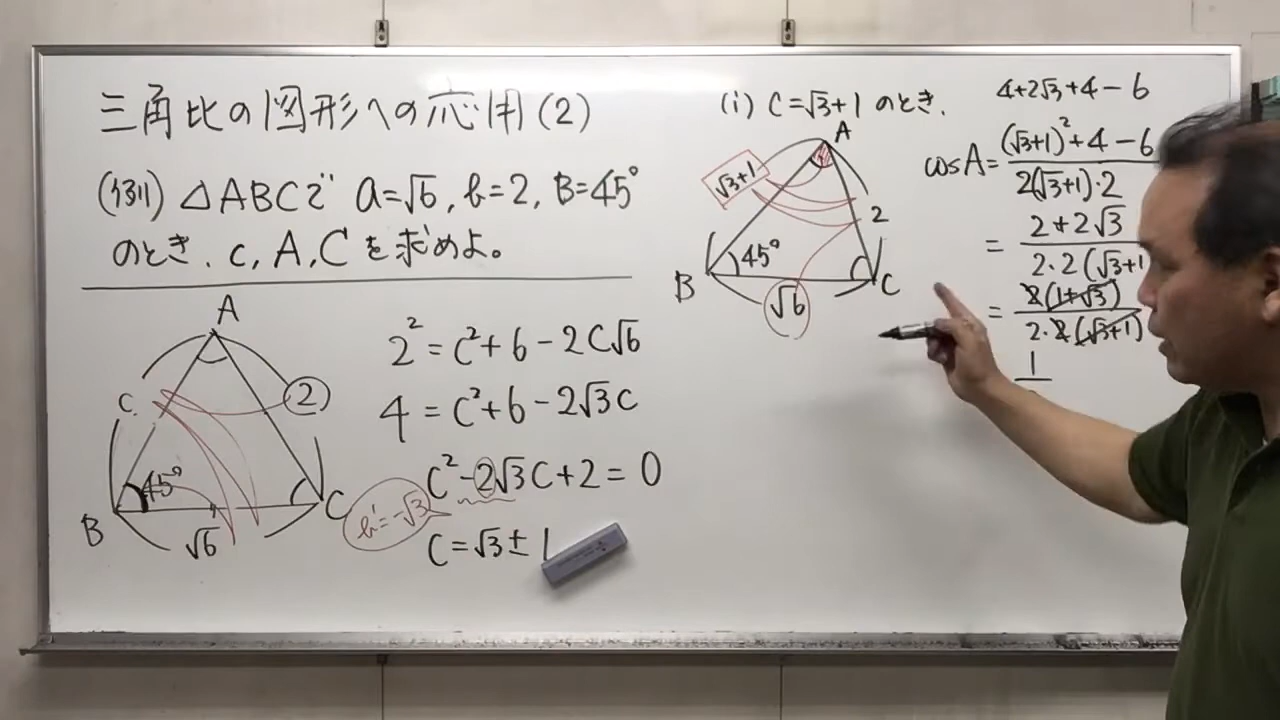 三角比の図形への応用(2)
(例) △ABCで a=√6, b=2, B=45°
のとき, c, A, C を求めよ。
A
c
2
45°
B
√6
C
2² = c²+6-2c√6
4 = c²+6-2√3c
c²-2√3c+2=0
b'=-√3
c=√3±1
(i) c=√3+1 のとき.
A
√3+1
2
45°
B
√6
C
4+2√3+4-6
cosA= (√3+1)²+4-6
2(√3+1)・2
= 2+2√3
2・2(√3+1
= 2(1+√3)
2・2(√3+1)
1